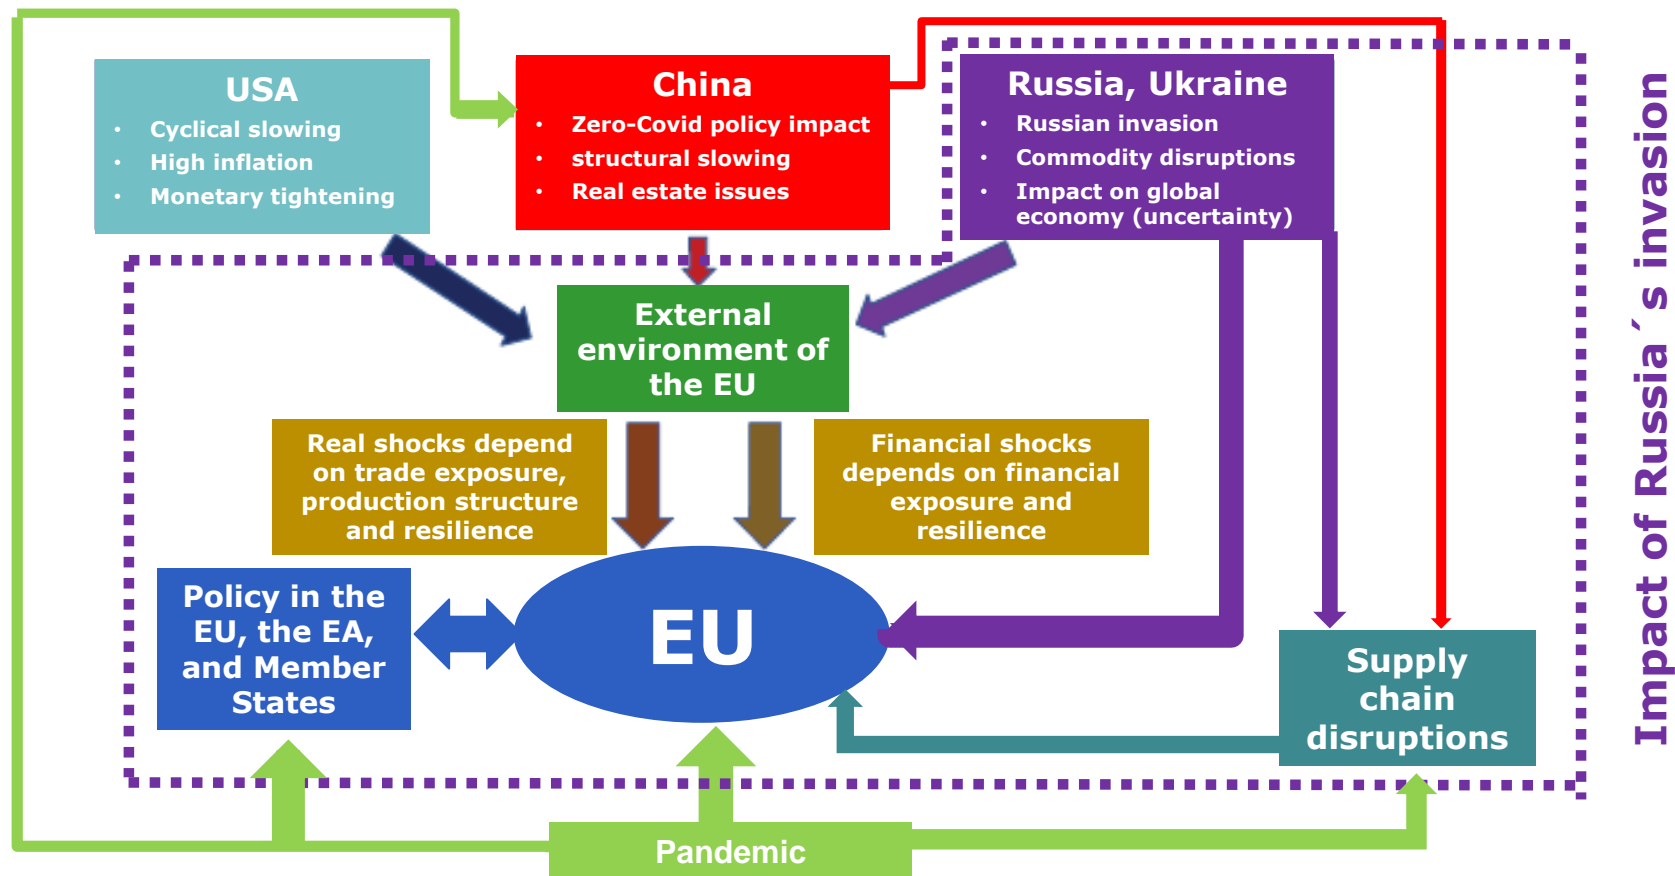 USA
• Cyclical slowing
• High inflation
• Monetary tightening
China
• Zero-Covid policy impact
• structural slowing
• Real estate issues
Russia, Ukraine
• Russian invasion
• Commodity disruptions
• Impact on global
economy (uncertainty)
External
environment of
the EU
Real shocks depend
on trade exposure,
production structure
and resilience
Financial shocks
depends on financial
exposure and
resilience
Policy in the
EU, the EA,
and Member
States
EU
Supply
chain
disruptions
Pandemic
Impact of Russia´s invasion